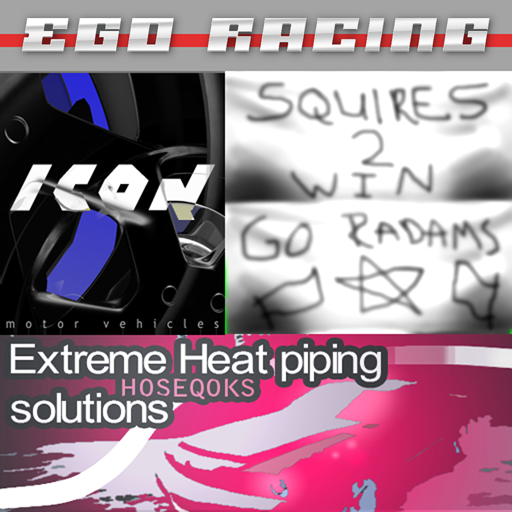 EGO RACING
ICON
motor vehicles
SQUIRES
2
WIN
GO RADAMS
Extreme Heat piping
HOSEQOKS
solutions